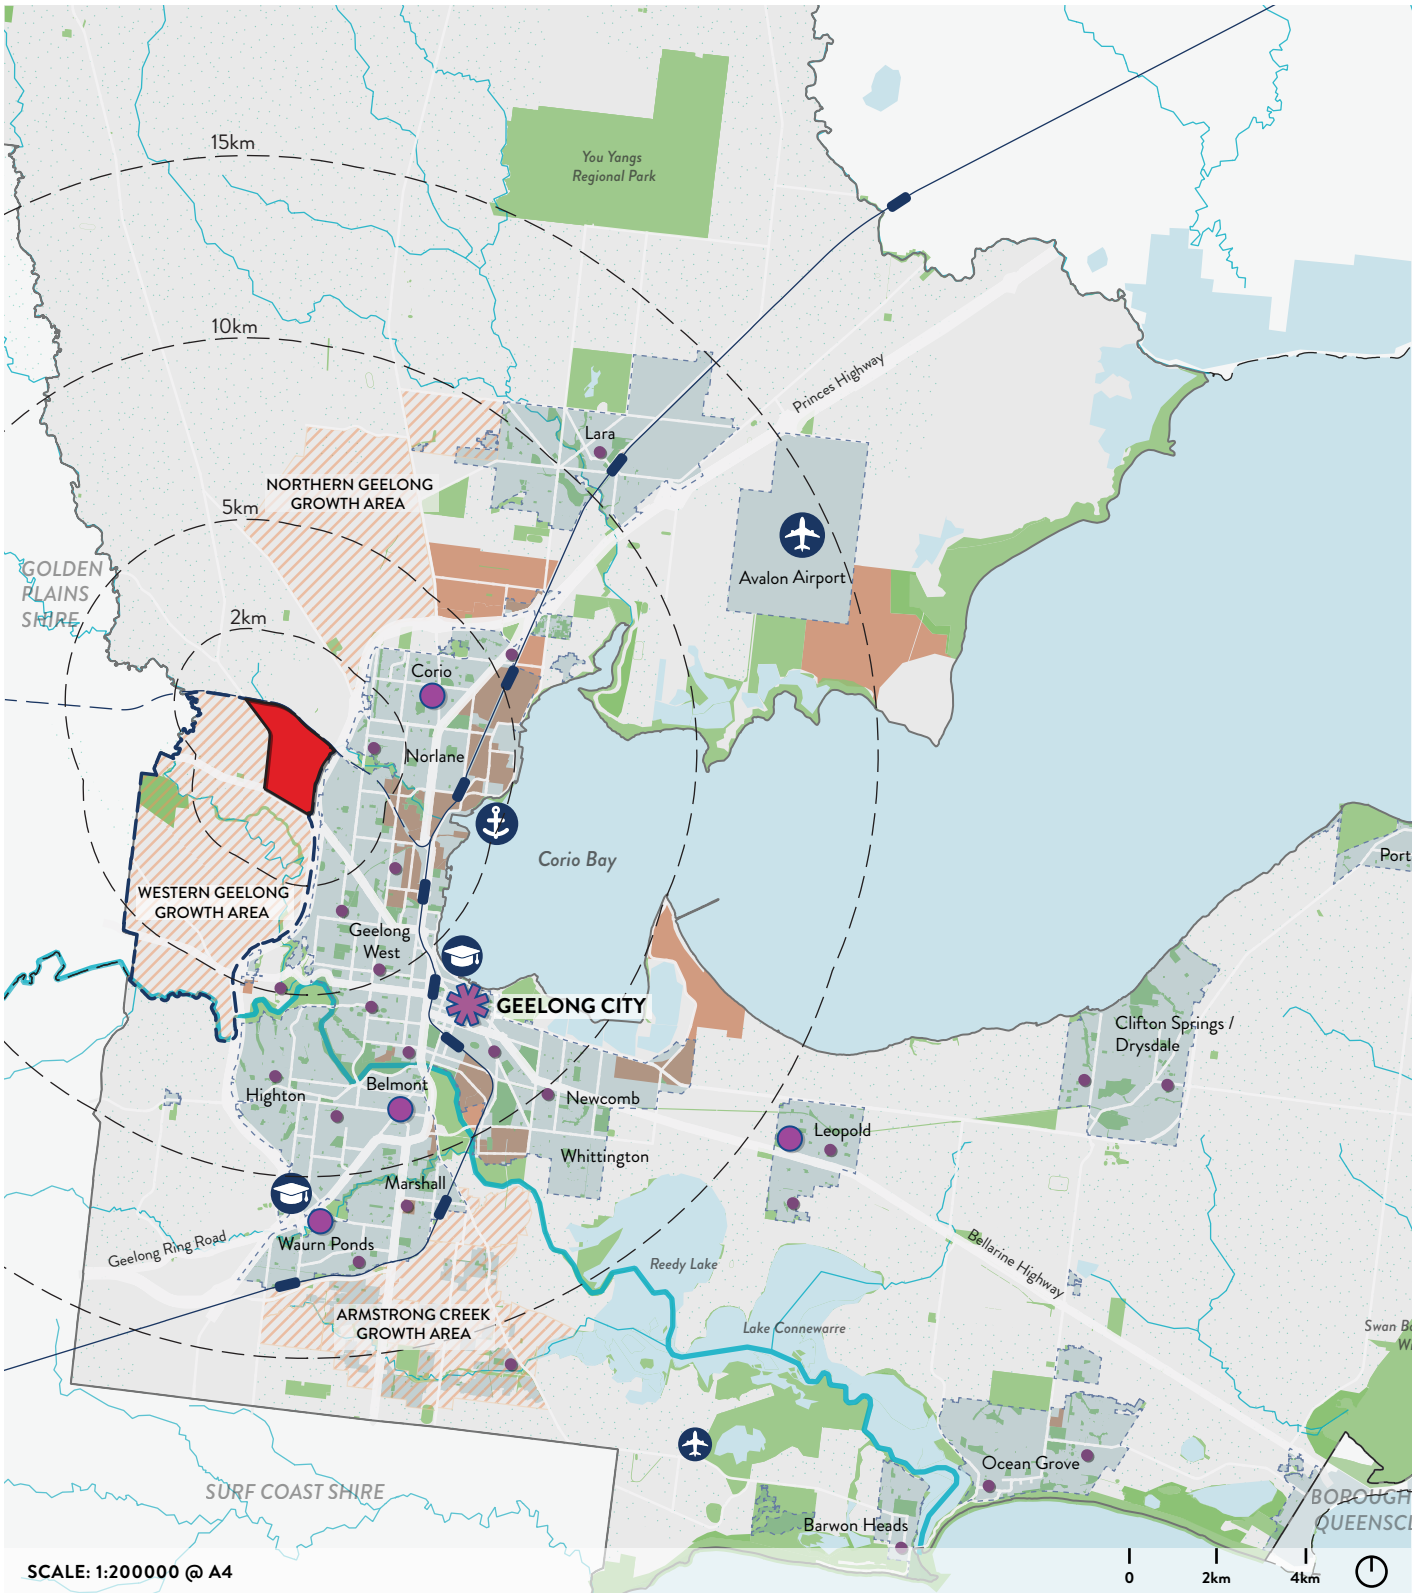 15km
You Yangs
Regional Park
10km
Princes Highway
Lara
NORTHERN GEELONG
GROWTH AREA
5km
Avalon Airport
GOLDEN
PLAINS
SHIRE
2km
Corio
Norlane
Corio Bay
Port
WESTERN GEELONG
GROWTH AREA
Geelong
West
GEELONG CITY
Clifton Springs /
Drysdale
Belmont
Highton
Newcomb
Leopold
Whittington
Marshall
Geelong Ring Road
Waurn Ponds
Bellarine Highway
Reedy Lake
ARMSTRONG CREEK
GROWTH AREA
Lake Connewarre
Swan B
W
Ocean Grove
SURF COAST SHIRE
BOROUGH
QUEENSCL
Barwon Heads
SCALE: 1:200000 @ A4
0
2km
4km